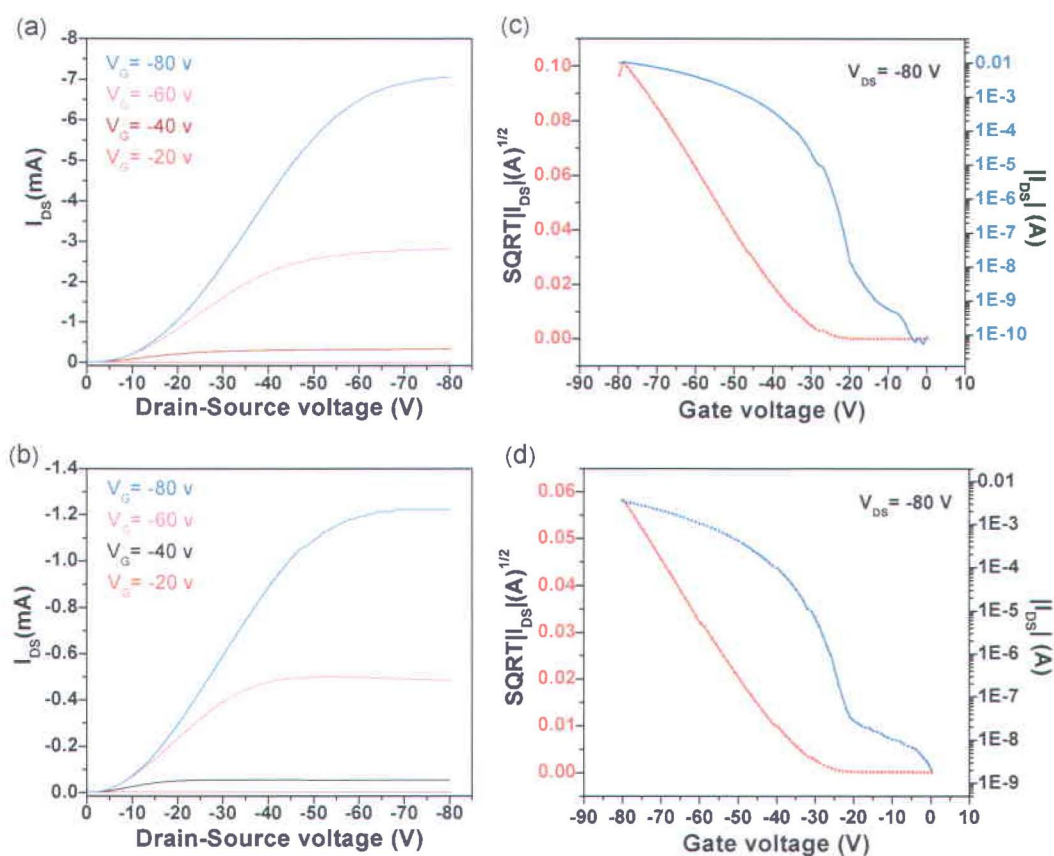 (a)
-8
-7
-6
-5
-4
-3
-2
-1
0
I_DS(mA)
V_G= -80 v
V_G= -60 v
V_G= -40 v
V_G= -20 v
0 -10 -20 -30 -40 -50 -60 -70 -80
Drain-Source voltage (V)
(c)
0.10
0.08
0.06
0.04
0.02
0.00
SQRT|I_DS|(A)^1/2
V_DS= -80 V
0.01
1E-3
1E-4
1E-5
1E-6
1E-7
1E-8
1E-9
1E-10
|I_DS| (A)
-90 -80 -70 -60 -50 -40 -30 -20 -10 0 10
Gate voltage (V)
(b)
-1.4
-1.2
-1.0
-0.8
-0.6
-0.4
-0.2
0.0
I_DS(mA)
V_G= -80 v
V_G= -60 v
V_G= -40 v
V_G= -20 v
0 -10 -20 -30 -40 -50 -60 -70 -80
Drain-Source voltage (V)
(d)
0.06
0.05
0.04
0.03
0.02
0.01
0.00
SQRT|I_DS|(A)^1/2
V_DS= -80 V
0.01
1E-3
1E-4
1E-5
1E-6
1E-7
1E-8
1E-9
|I_DS| (A)
-90 -80 -70 -60 -50 -40 -30 -20 -10 0 10
Gate voltage (V)